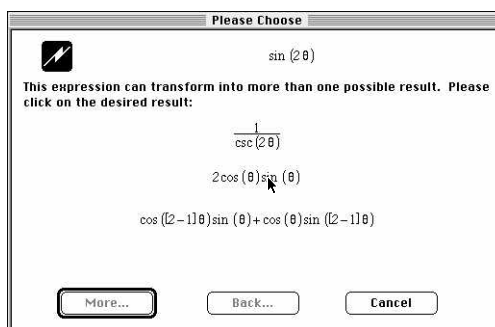 Please Choose
sin (2θ)
This expression can transform into more than one possible result. Please
click on the desired result:
1
csc (2θ)
2cos (θ)sin (θ)
cos ([2−1]θ)sin (θ)+cos (θ)sin ([2−1]θ)
More... Back... Cancel